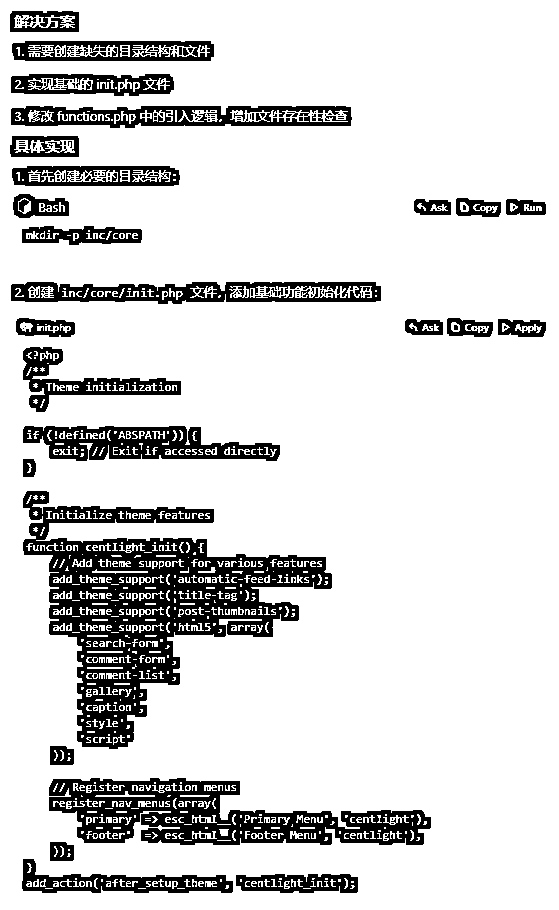 解决方案
1. 需要创建缺失的目录结构和文件
2. 实现基础的 init.php 文件
3. 修改 functions.php 中的引入逻辑，增加文件存在性检查
具体实现
1. 首先创建必要的目录结构：
Bash Ask Copy Run
mkdir -p inc/core
2. 创建 inc/core/init.php 文件，添加基础功能初始化代码：
init.php Ask Copy Apply
<?php
/**
 * Theme initialization
 */
if (!defined('ABSPATH')) {
    exit; // Exit if accessed directly
}
/**
 * Initialize theme features
 */
function centlight_init() {
    // Add theme support for various features
    add_theme_support('automatic-feed-links');
    add_theme_support('title-tag');
    add_theme_support('post-thumbnails');
    add_theme_support('html5', array(
        'search-form',
        'comment-form',
        'comment-list',
        'gallery',
        'caption',
        'style',
        'script'
    ));
    // Register navigation menus
    register_nav_menus(array(
        'primary' => esc_html__('Primary Menu', 'centlight'),
        'footer'  => esc_html__('Footer Menu', 'centlight'),
    ));
}
add_action('after_setup_theme', 'centlight_init');